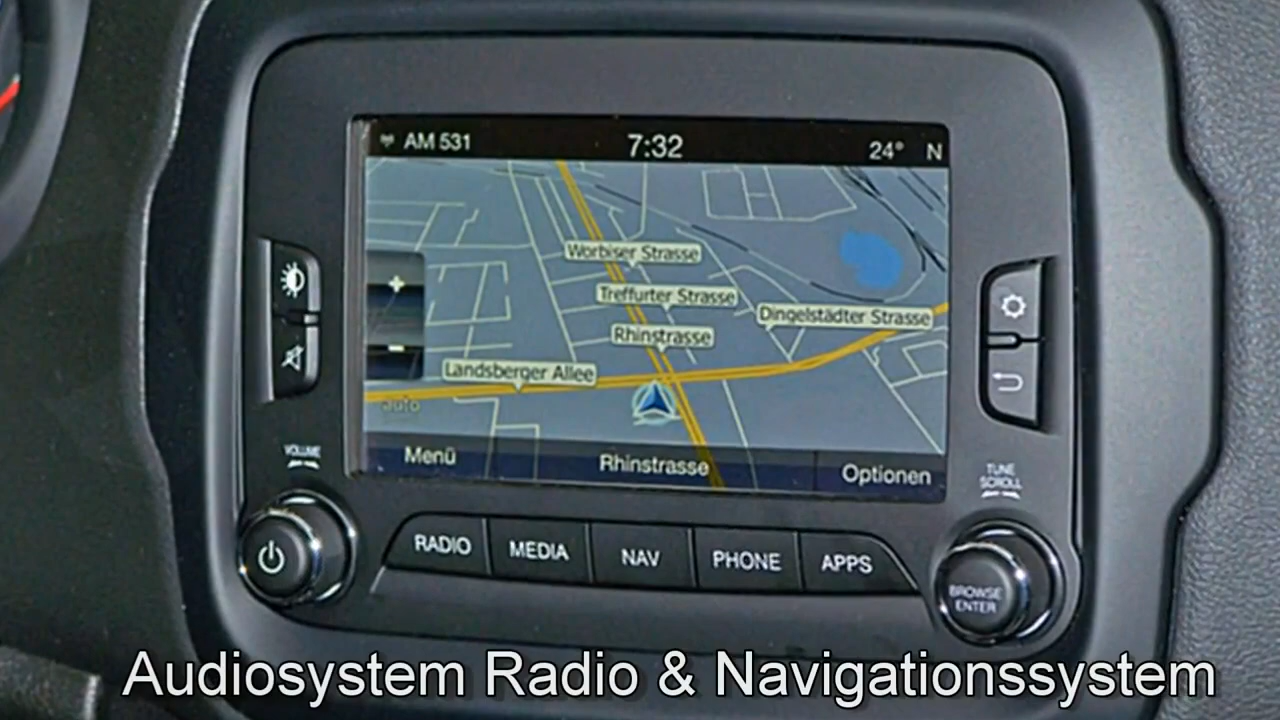 AM 531 7:32 24° N
Worbiser Strasse
Treffurter Strasse
Dingelstädter Strasse
Rhinstrasse
Landsberger Allee
+
-
auto
Menü Rhinstrasse Optionen
VOLUME
TUNE
SCROLL
RADIO MEDIA NAV PHONE APPS
BROWSE
ENTER
Audiosystem Radio & Navigationssystem